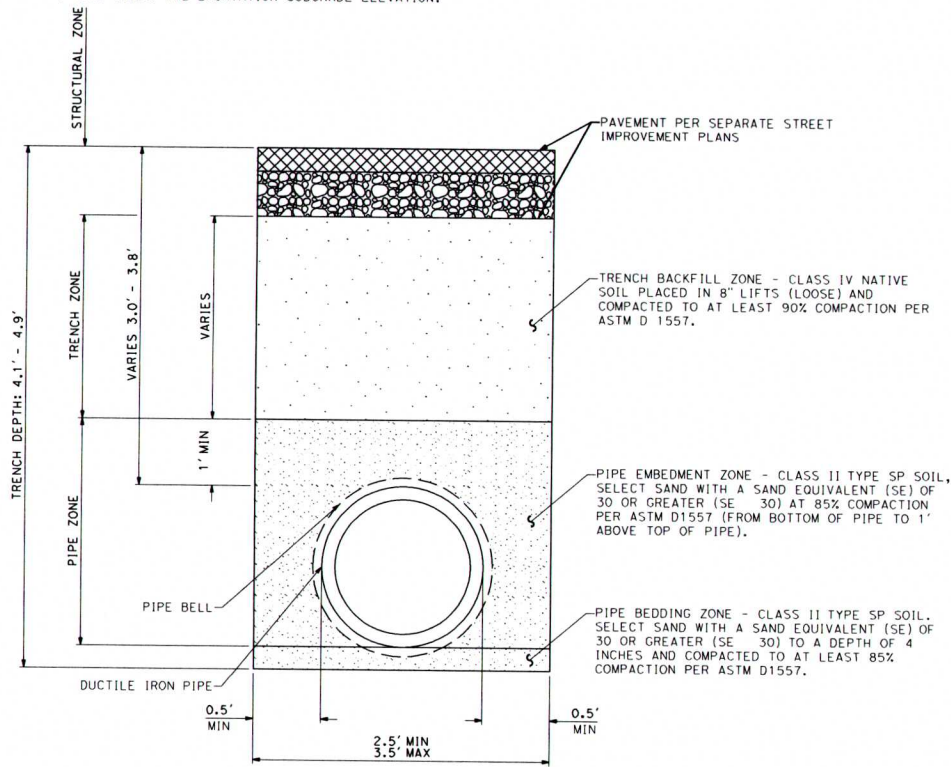 SUBGRADE ELEVATION.
STRUCTURAL ZONE
PAVEMENT PER SEPARATE STREET
IMPROVEMENT PLANS
TRENCH DEPTH: 4.1' - 4.9'
TRENCH ZONE
VARIES 3.0' - 3.8'
VARIES
TRENCH BACKFILL ZONE - CLASS IV NATIVE
SOIL PLACED IN 8" LIFTS (LOOSE) AND
COMPACTED TO AT LEAST 90% COMPACTION PER
ASTM D 1557.
1' MIN
PIPE ZONE
PIPE EMBEDMENT ZONE - CLASS II TYPE SP SOIL,
SELECT SAND WITH A SAND EQUIVALENT (SE) OF
30 OR GREATER (SE 30) AT 85% COMPACTION
PER ASTM D1557 (FROM BOTTOM OF PIPE TO 1'
ABOVE TOP OF PIPE).
PIPE BELL
PIPE BEDDING ZONE - CLASS II TYPE SP SOIL.
SELECT SAND WITH A SAND EQUIVALENT (SE) OF
30 OR GREATER (SE 30) TO A DEPTH OF 4
INCHES AND COMPACTED TO AT LEAST 85%
COMPACTION PER ASTM D1557.
DUCTILE IRON PIPE
0.5'
MIN
0.5'
MIN
2.5' MIN
3.5' MAX